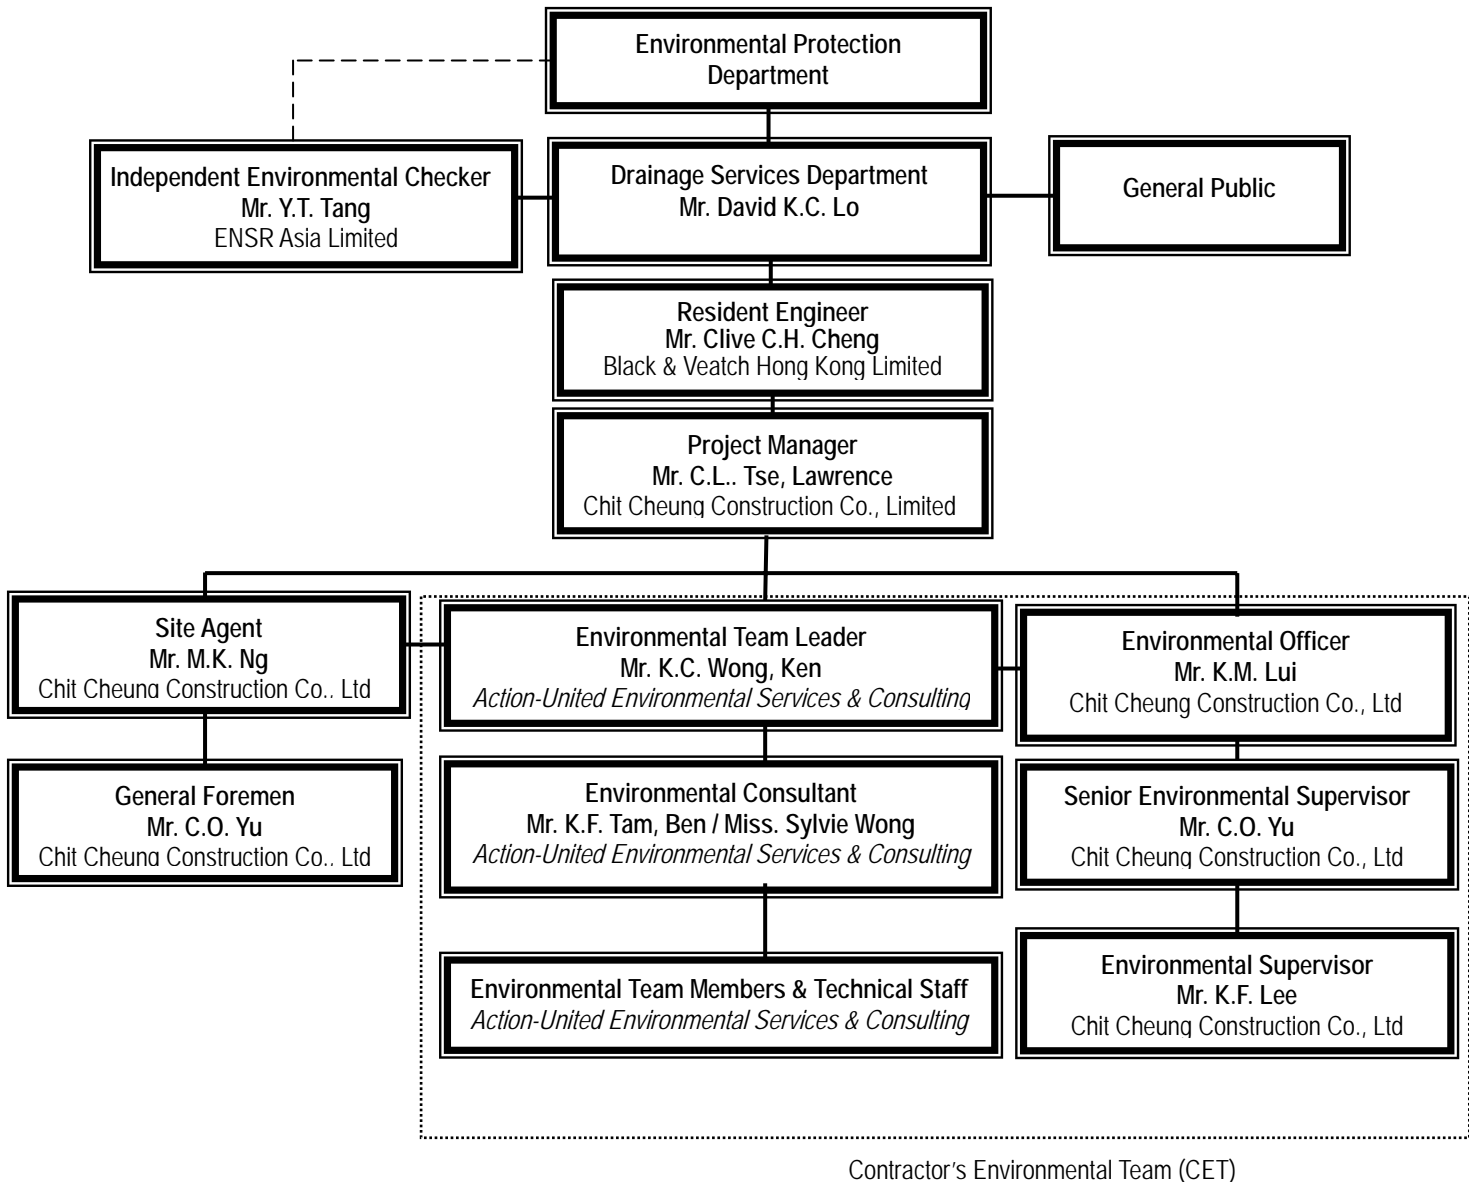 Environmental Protection
Department
Independent Environmental Checker
Mr. Y.T. Tang
ENSR Asia Limited
Drainage Services Department
Mr. David K.C. Lo
General Public
Resident Engineer
Mr. Clive C.H. Cheng
Black & Veatch Hong Kong Limited
Project Manager
Mr. C.L.. Tse, Lawrence
Chit Cheung Construction Co., Limited
Site Agent
Mr. M.K. Ng
Chit Cheung Construction Co., Ltd
Environmental Team Leader
Mr. K.C. Wong, Ken
Action-United Environmental Services & Consulting
Environmental Officer
Mr. K.M. Lui
Chit Cheung Construction Co., Ltd
General Foremen
Mr. C.O. Yu
Chit Cheung Construction Co., Ltd
Environmental Consultant
Mr. K.F. Tam, Ben / Miss. Sylvie Wong
Action-United Environmental Services & Consulting
Senior Environmental Supervisor
Mr. C.O. Yu
Chit Cheung Construction Co., Ltd
Environmental Team Members & Technical Staff
Action-United Environmental Services & Consulting
Environmental Supervisor
Mr. K.F. Lee
Chit Cheung Construction Co., Ltd
Contractor's Environmental Team (CET)